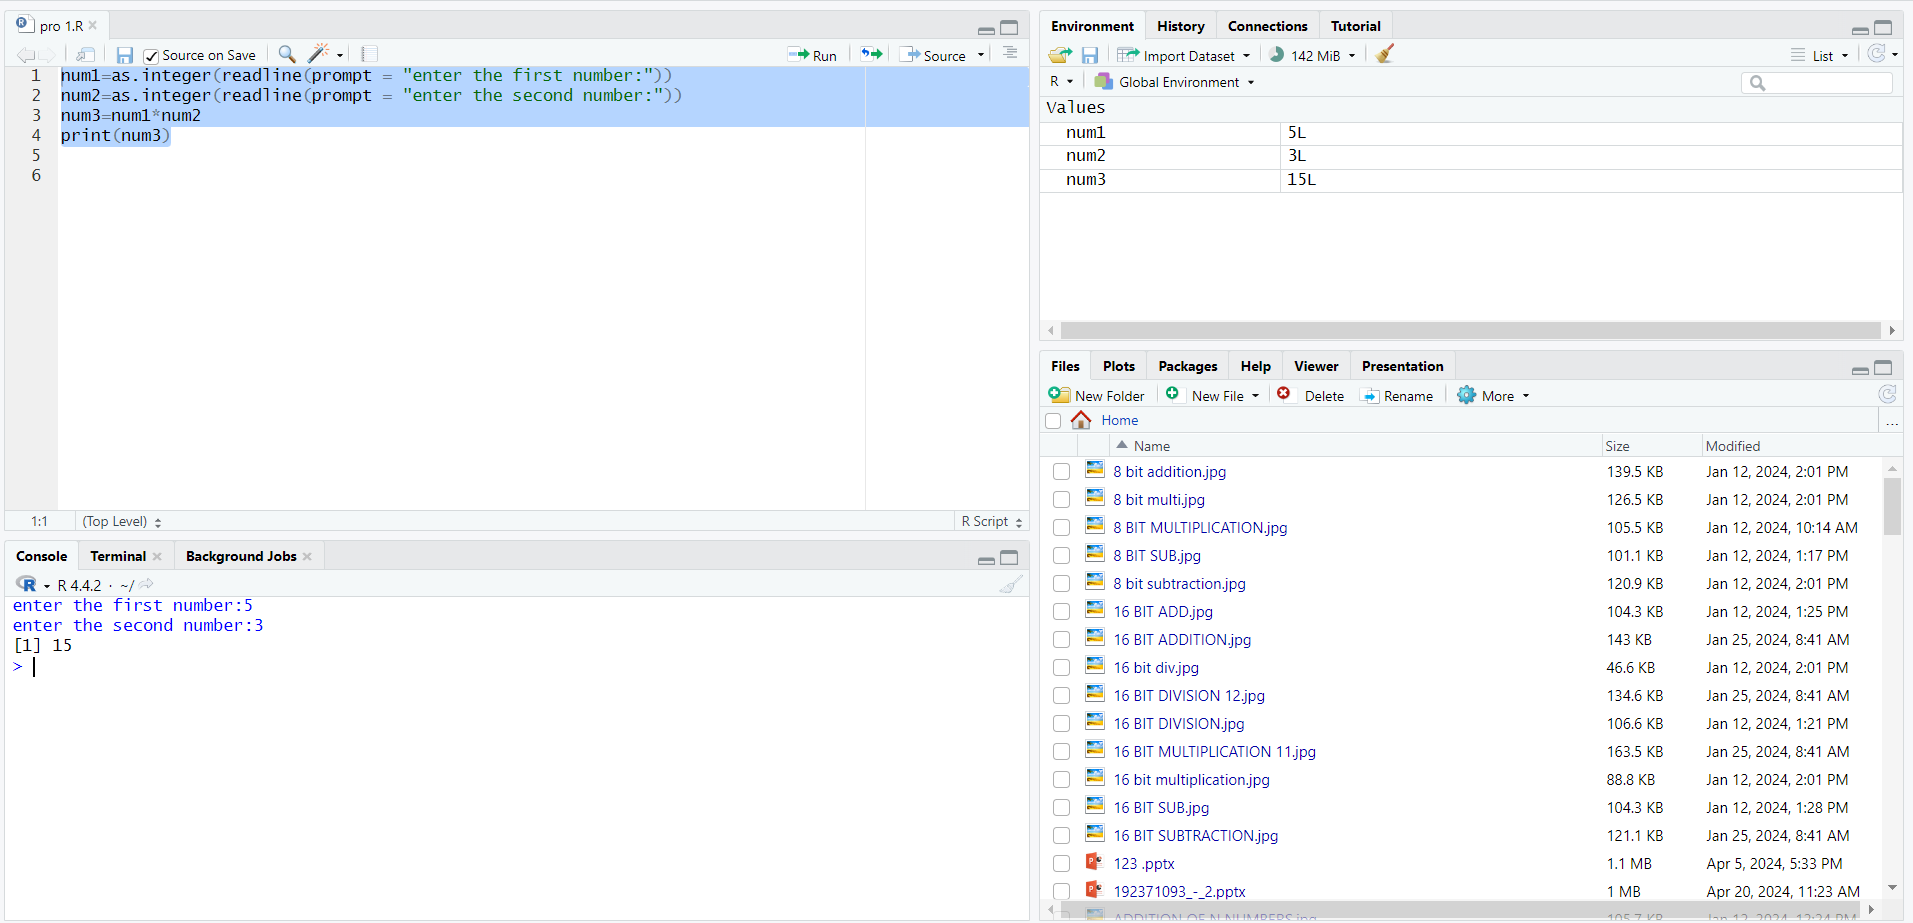 pro 1.R
Source on Save
Run
Source
1 num1=as.integer(readline(prompt = "enter the first number:"))
2 num2=as.integer(readline(prompt = "enter the second number:"))
3 num3=num1*num2
4 print(num3)
5
6
1:1 (Top Level) R Script
Console Terminal Background Jobs
R 4.4.2 · ~/
enter the first number:5
enter the second number:3
[1] 15
>
Environment History Connections Tutorial
Import Dataset 142 MiB List
R Global Environment
Values
num1 5L
num2 3L
num3 15L
Files Plots Packages Help Viewer Presentation
New Folder New File Delete Rename More
Home ...
Name Size Modified
8 bit addition.jpg 139.5 KB Jan 12, 2024, 2:01 PM
8 bit multi.jpg 126.5 KB Jan 12, 2024, 2:01 PM
8 BIT MULTIPLICATION.jpg 105.5 KB Jan 12, 2024, 10:14 AM
8 BIT SUB.jpg 101.1 KB Jan 12, 2024, 1:17 PM
8 bit subtraction.jpg 120.9 KB Jan 12, 2024, 2:01 PM
16 BIT ADD.jpg 104.3 KB Jan 12, 2024, 1:25 PM
16 BIT ADDITION.jpg 143 KB Jan 25, 2024, 8:41 AM
16 bit div.jpg 46.6 KB Jan 12, 2024, 2:01 PM
16 BIT DIVISION 12.jpg 134.6 KB Jan 25, 2024, 8:41 AM
16 BIT DIVISION.jpg 106.6 KB Jan 12, 2024, 1:21 PM
16 BIT MULTIPLICATION 11.jpg 163.5 KB Jan 25, 2024, 8:41 AM
16 bit multiplication.jpg 88.8 KB Jan 12, 2024, 2:01 PM
16 BIT SUB.jpg 104.3 KB Jan 12, 2024, 1:28 PM
16 BIT SUBTRACTION.jpg 121.1 KB Jan 25, 2024, 8:41 AM
123 .pptx 1.1 MB Apr 5, 2024, 5:33 PM
192371093_-_2.pptx 1 MB Apr 20, 2024, 11:23 AM
ADDITION OF N NUMBERS.jpg 105.7 KB Jan 12, 2024, 12:24 PM